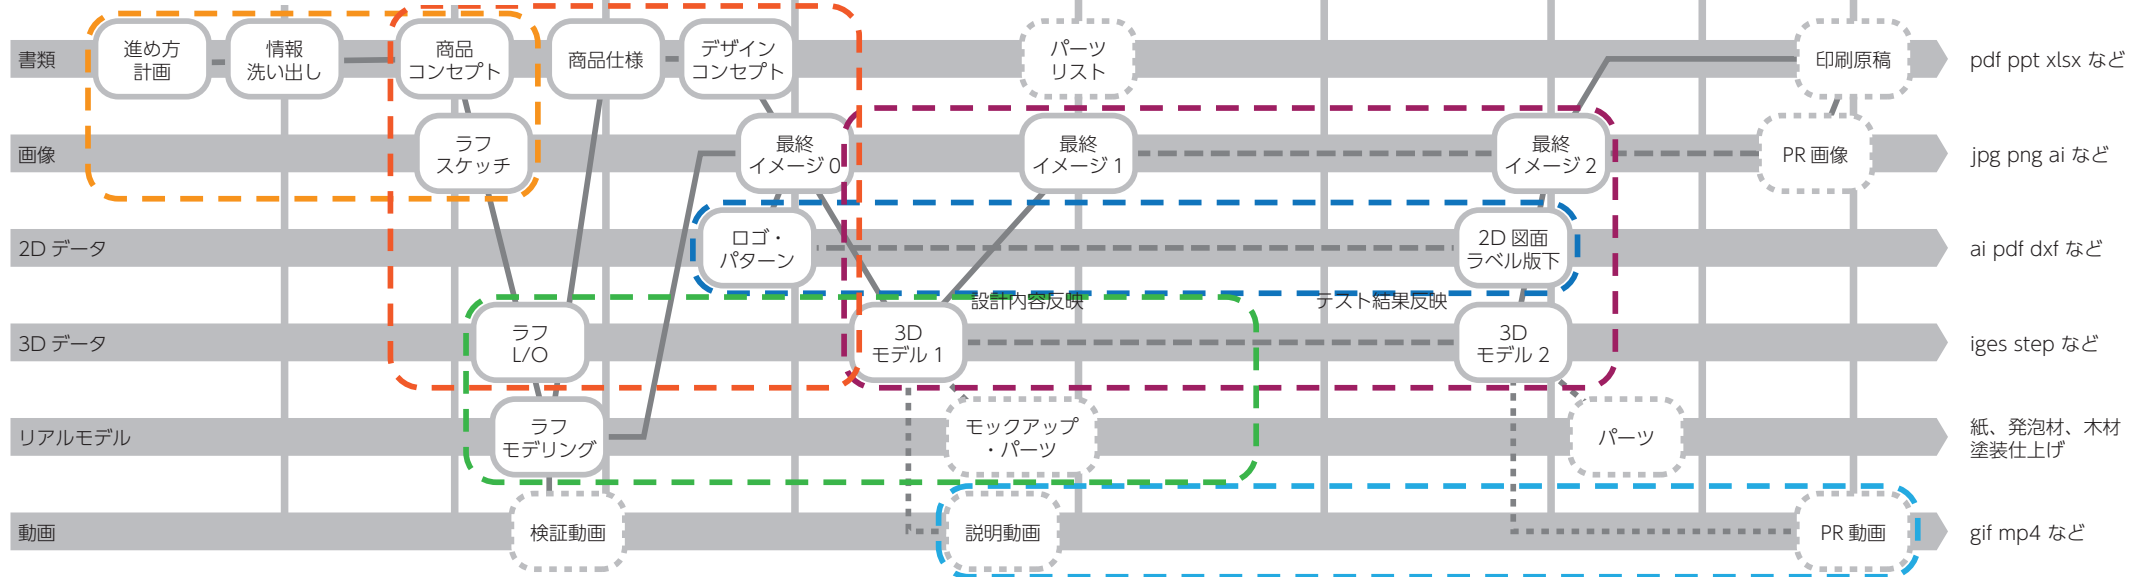 書類
進め方
計画
情報
洗い出し
商品
コンセプト
商品仕様
デザイン
コンセプト
パーツ
リスト
印刷原稿
pdf ppt xlsx など
画像
ラフ
スケッチ
最終
イメージ 0
最終
イメージ 1
最終
イメージ 2
PR 画像
jpg png ai など
2D データ
ロゴ・
パターン
2D 図面
ラベル版下
ai pdf dxf など
設計内容反映
テスト結果反映
3D データ
ラフ
L/O
3D
モデル 1
3D
モデル 2
iges step など
リアルモデル
ラフ
モデリング
モックアップ
・パーツ
パーツ
紙、発泡材、木材
塗装仕上げ
動画
検証動画
説明動画
PR 動画
gif mp4 など